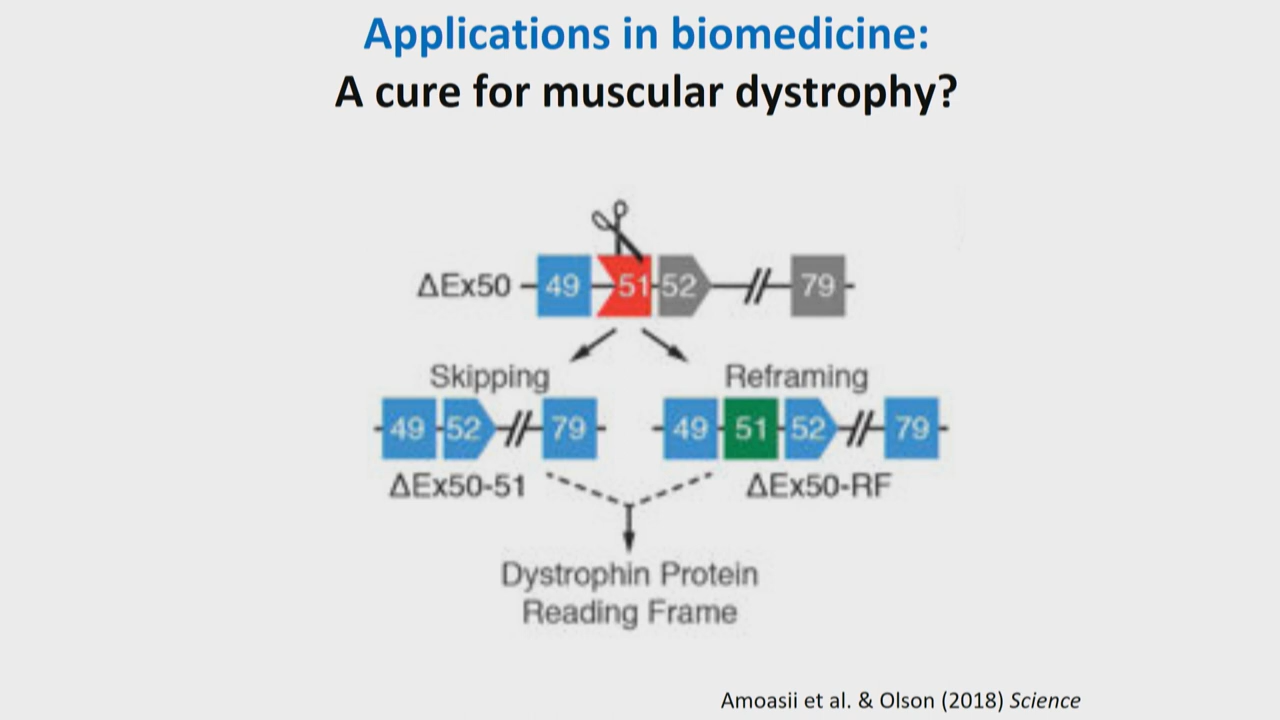 Applications in biomedicine:
A cure for muscular dystrophy?
ΔEx50 49 51 52 79
Skipping Reframing
49 52 79 49 51 52 79
ΔEx50-51 ΔEx50-RF
Dystrophin Protein
Reading Frame
Amoasii et al. & Olson (2018) Science